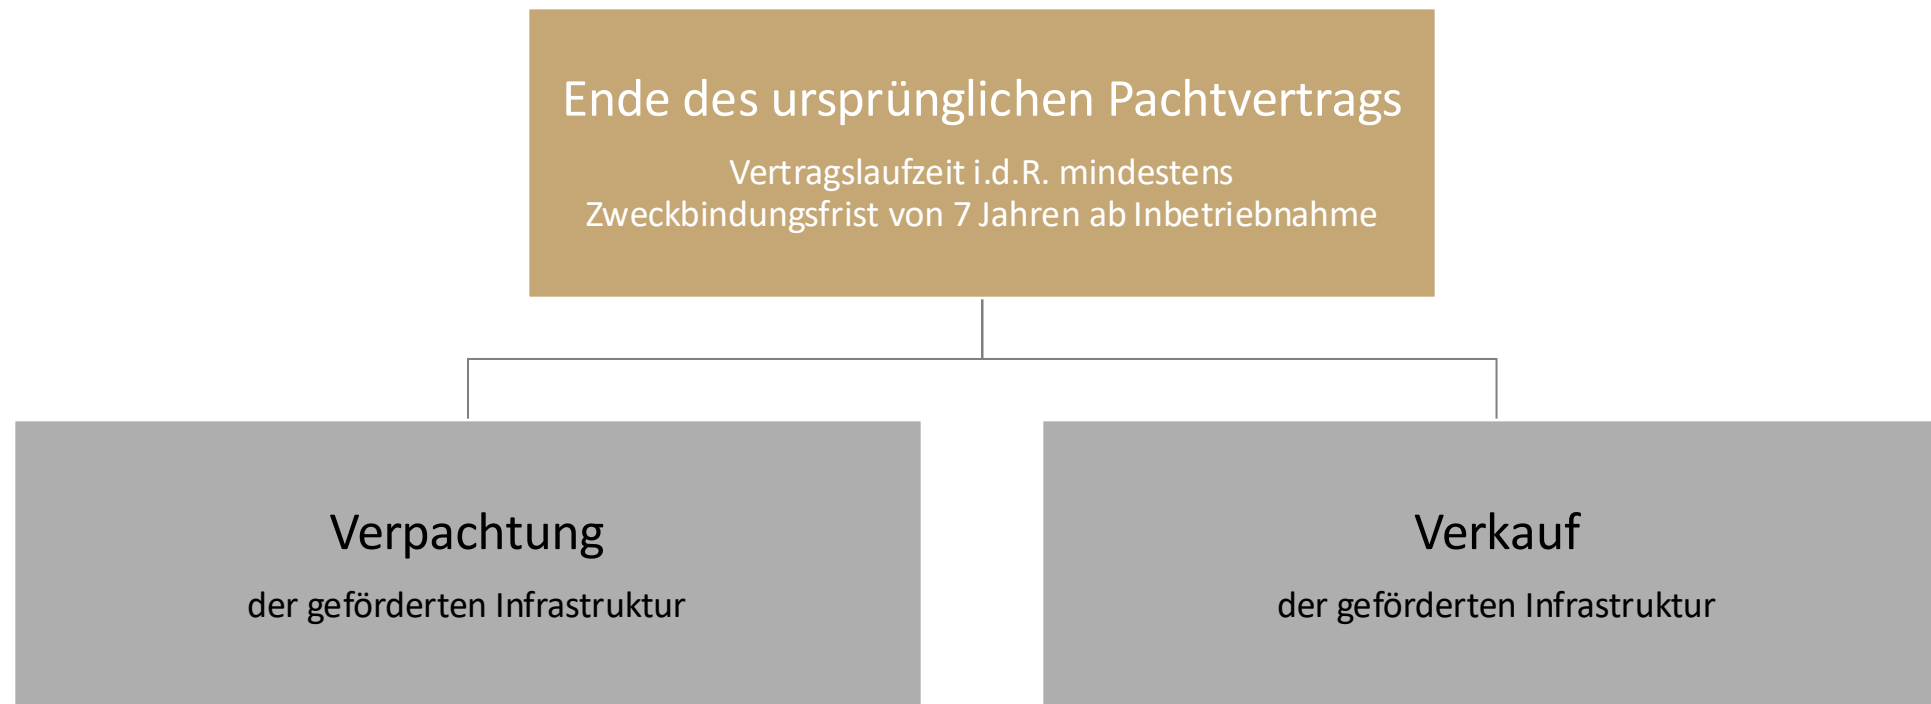 Ende des ursprünglichen Pachtvertrags
Vertragslaufzeit i.d.R. mindestens
Zweckbindungsfrist von 7 Jahren ab Inbetriebnahme
Verpachtung
der geförderten Infrastruktur
Verkauf
der geförderten Infrastruktur